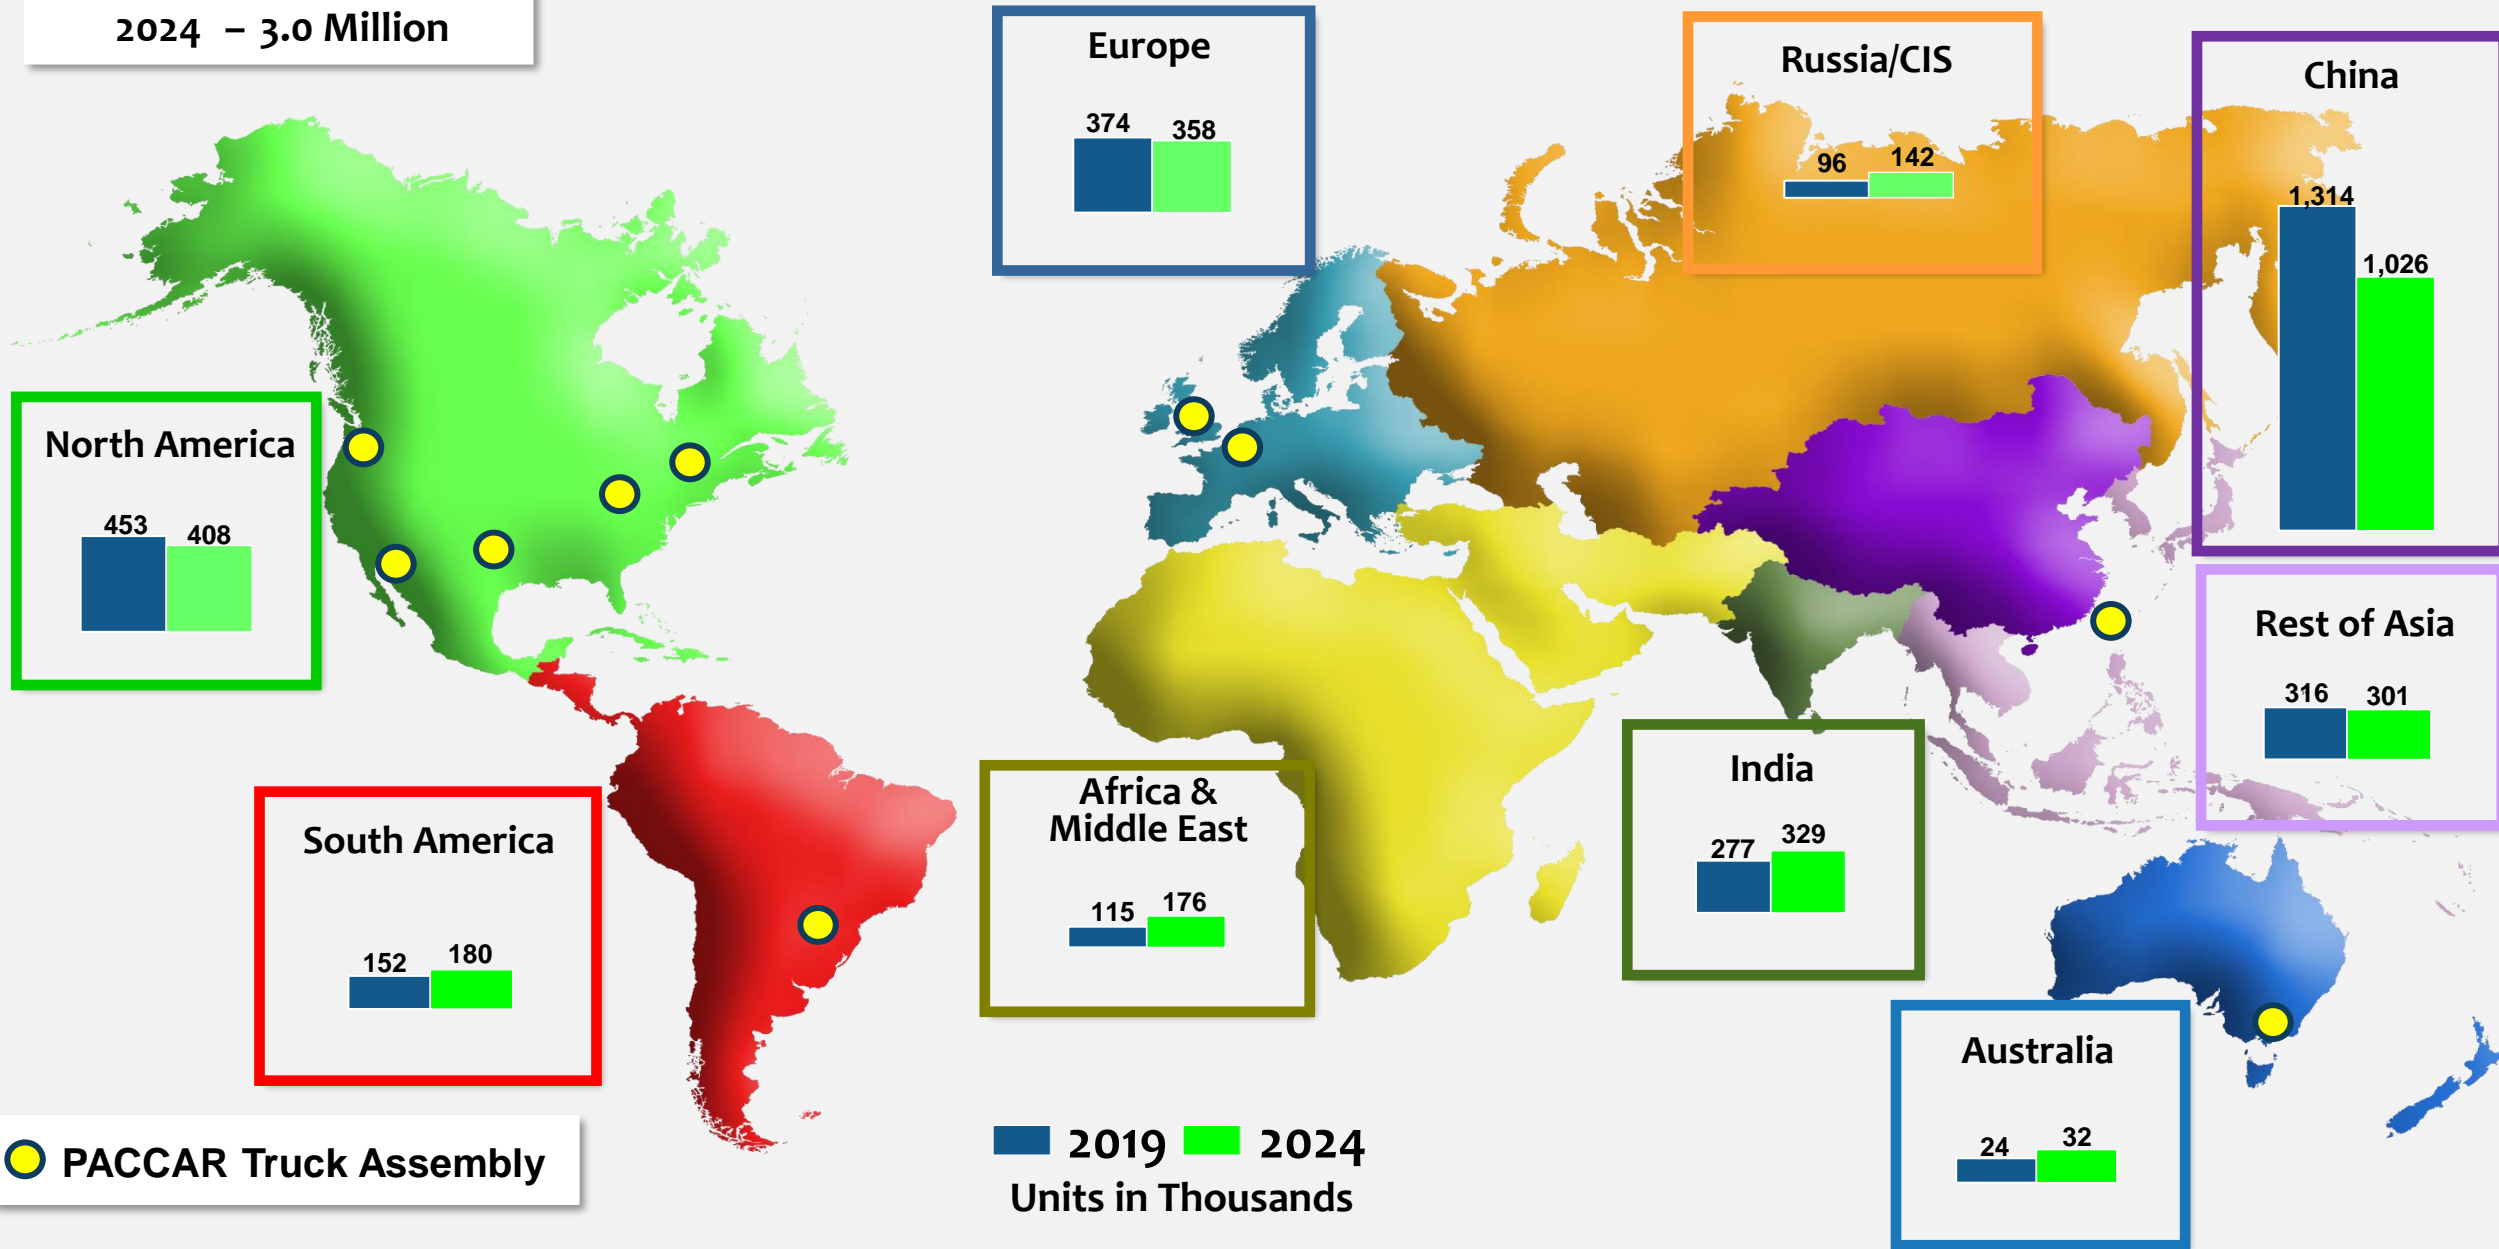 2024 – 3.0 Million
Europe
374
358
Russia/CIS
96
142
China
1,314
1,026
North America
453
408
Rest of Asia
316
301
South America
152
180
Africa &
Middle East
115
176
India
277
329
Australia
24
32
PACCAR Truck Assembly
2019
2024
Units in Thousands